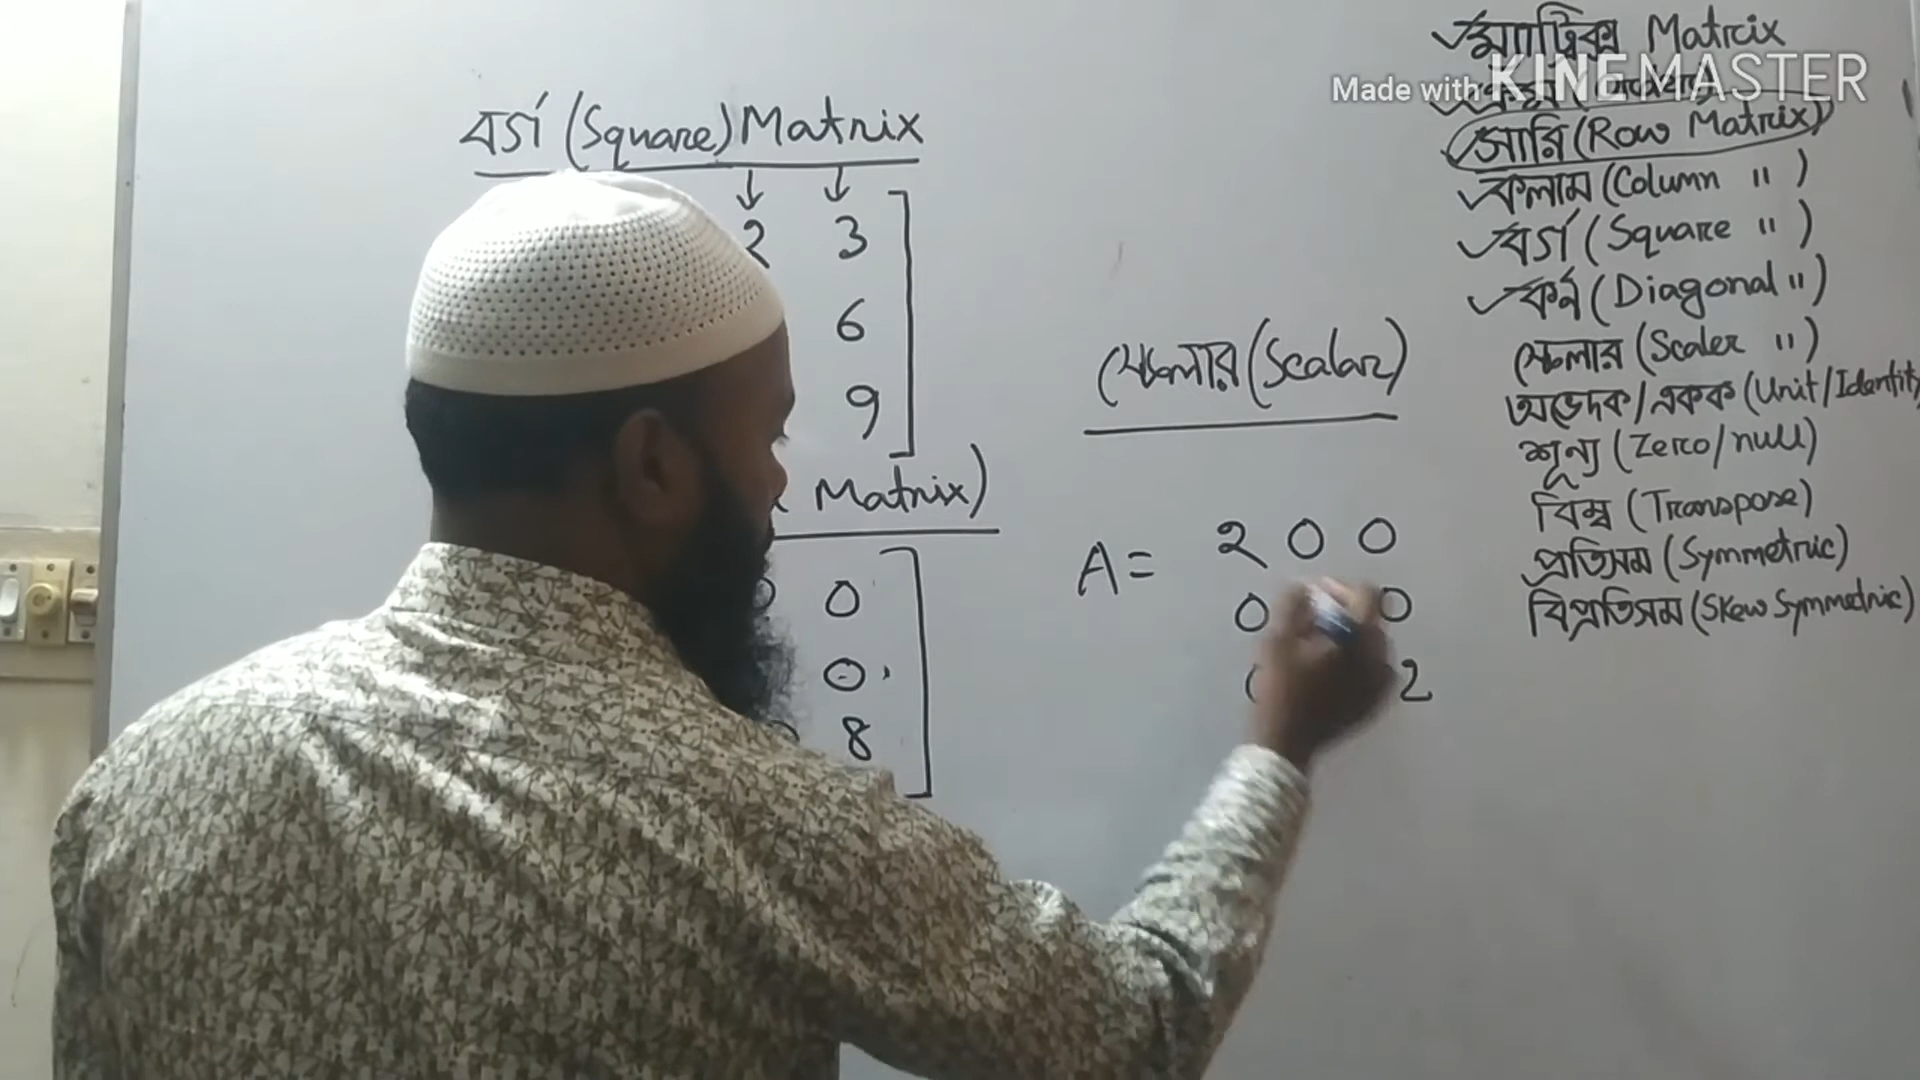 বর্গ (Square) Matrix
2 3
6
9
Matrix)
0
0
8
স্কেলার (Scalar)
A = 2 0 0
0 0
2
ম্যাট্রিক্স Matrix
Made with KINEMASTER
সারি (Row Matrix)
কলাম (Column " )
বর্গ (Square " )
কর্ন (Diagonal " )
স্কেলার (Scaler " )
অভেদক/একক (Unit/Identity
শূন্য (Zero/null)
বিম্ব (Transpose)
প্রতিসম (Symmetric)
বিপ্রতিসম (Skew Symmetric)